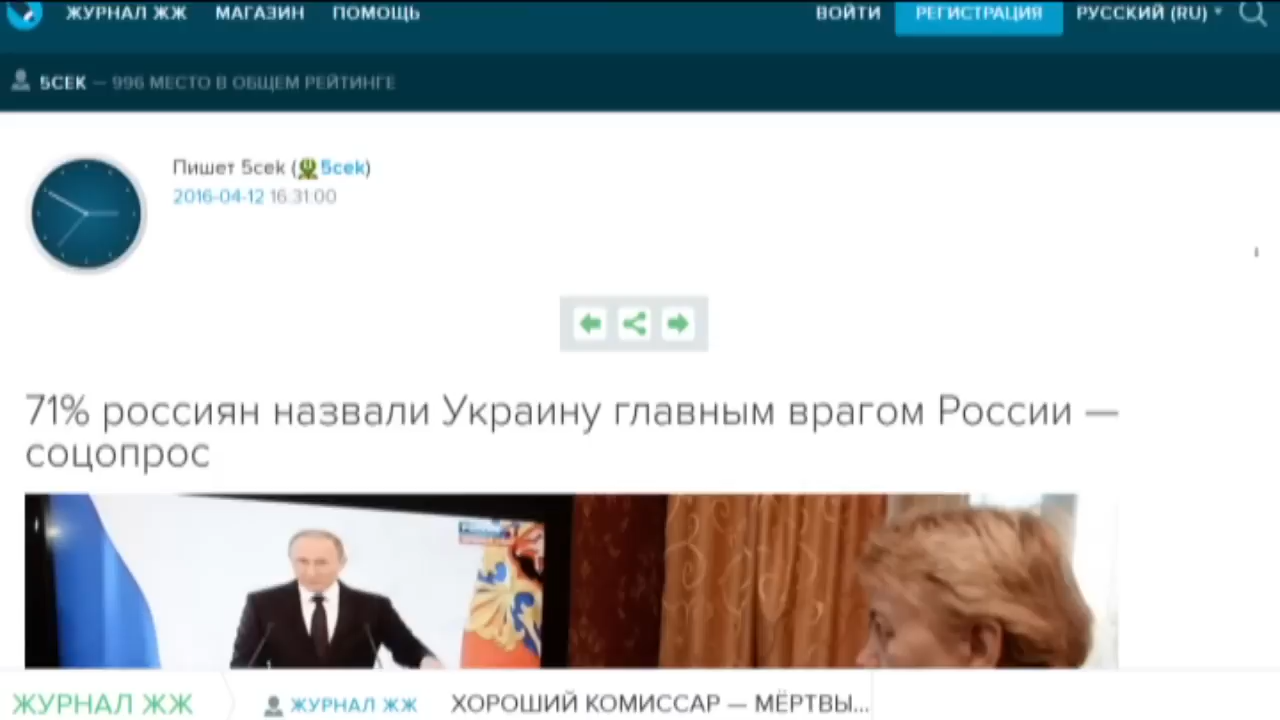 ЖУРНАЛ ЖЖ МАГАЗИН ПОМОЩЬ ВОЙТИ РЕГИСТРАЦИЯ РУССКИЙ (RU)
5CEK — 996 МЕСТО В ОБЩЕМ РЕЙТИНГЕ
Пишет 5cek (5cek)
2016-04-12 16:31:00
71% россиян назвали Украину главным врагом России —
соцопрос
ЖУРНАЛ ЖЖ ЖУРНАЛ ЖЖ ХОРОШИЙ КОМИССАР — МЁРТВЫ...